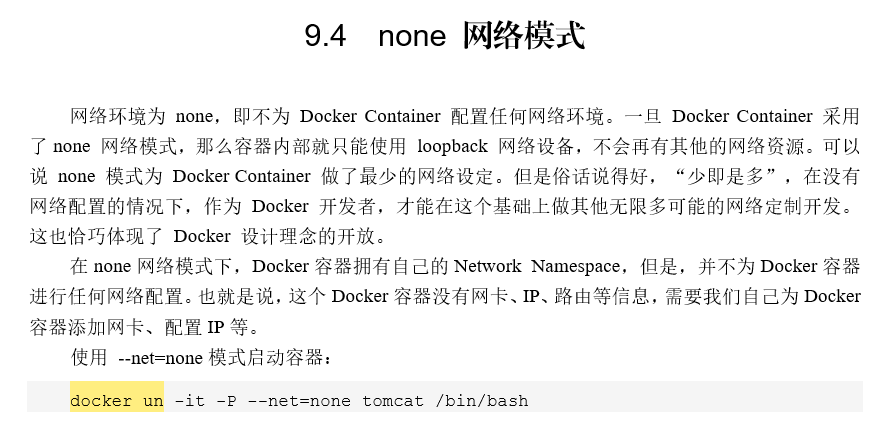 9.4 none 网络模式
网络环境为 none，即不为 Docker Container 配置任何网络环境。一旦 Docker Container 采用
了 none 网络模式，那么容器内部就只能使用 loopback 网络设备，不会再有其他的网络资源。可以
说 none 模式为 Docker Container 做了最少的网络设定。但是俗话说得好，“少即是多”，在没有
网络配置的情况下，作为 Docker 开发者，才能在这个基础上做其他无限多可能的网络定制开发。
这也恰巧体现了 Docker 设计理念的开放。
在 none 网络模式下，Docker 容器拥有自己的 Network Namespace，但是，并不为 Docker 容器
进行任何网络配置。也就是说，这个 Docker 容器没有网卡、IP、路由等信息，需要我们自己为 Docker
容器添加网卡、配置 IP 等。
使用 --net=none 模式启动容器：
docker un -it -P --net=none tomcat /bin/bash